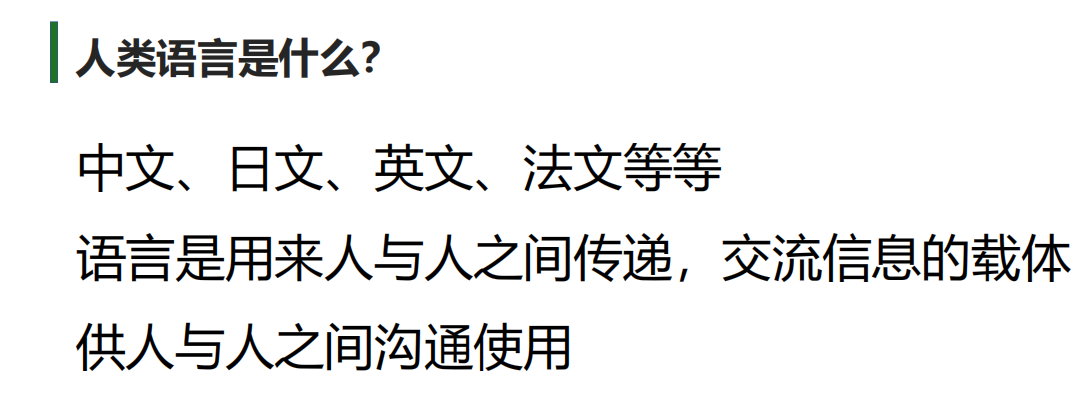 人类语言是什么？
中文、日文、英文、法文等等
语言是用来人与人之间传递，交流信息的载体
供人与人之间沟通使用